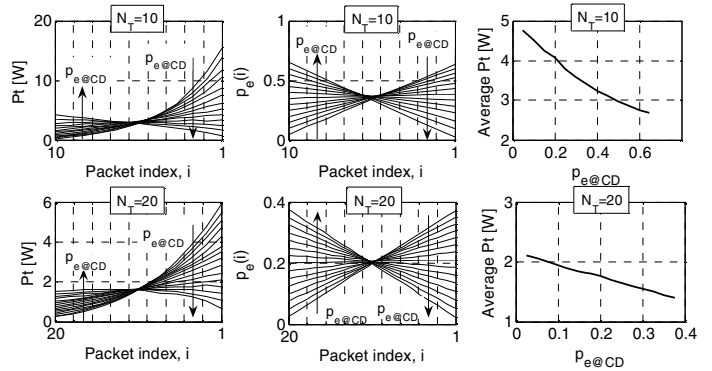 N_T=10
N_T=10
N_T=10
Pt [W]
20
10
0
p_e@CD
p_e@CD
10
1
Packet index, i
p_e(i)
1
0.5
0
p_e@CD
p_e@CD
10
1
Packet index, i
Average Pt [W]
5
4
3
2
0
0.2
0.4
0.6
p_e@CD
N_T=20
N_T=20
N_T=20
Pt [W]
6
4
2
0
p_e@CD
p_e@CD
20
1
Packet index, i
p_e(i)
0.4
0.2
0
p_e@CD
p_e@CD
20
1
Packet index, i
Average Pt [W]
3
2
1
0
0.1
0.2
0.3
0.4
p_e@CD